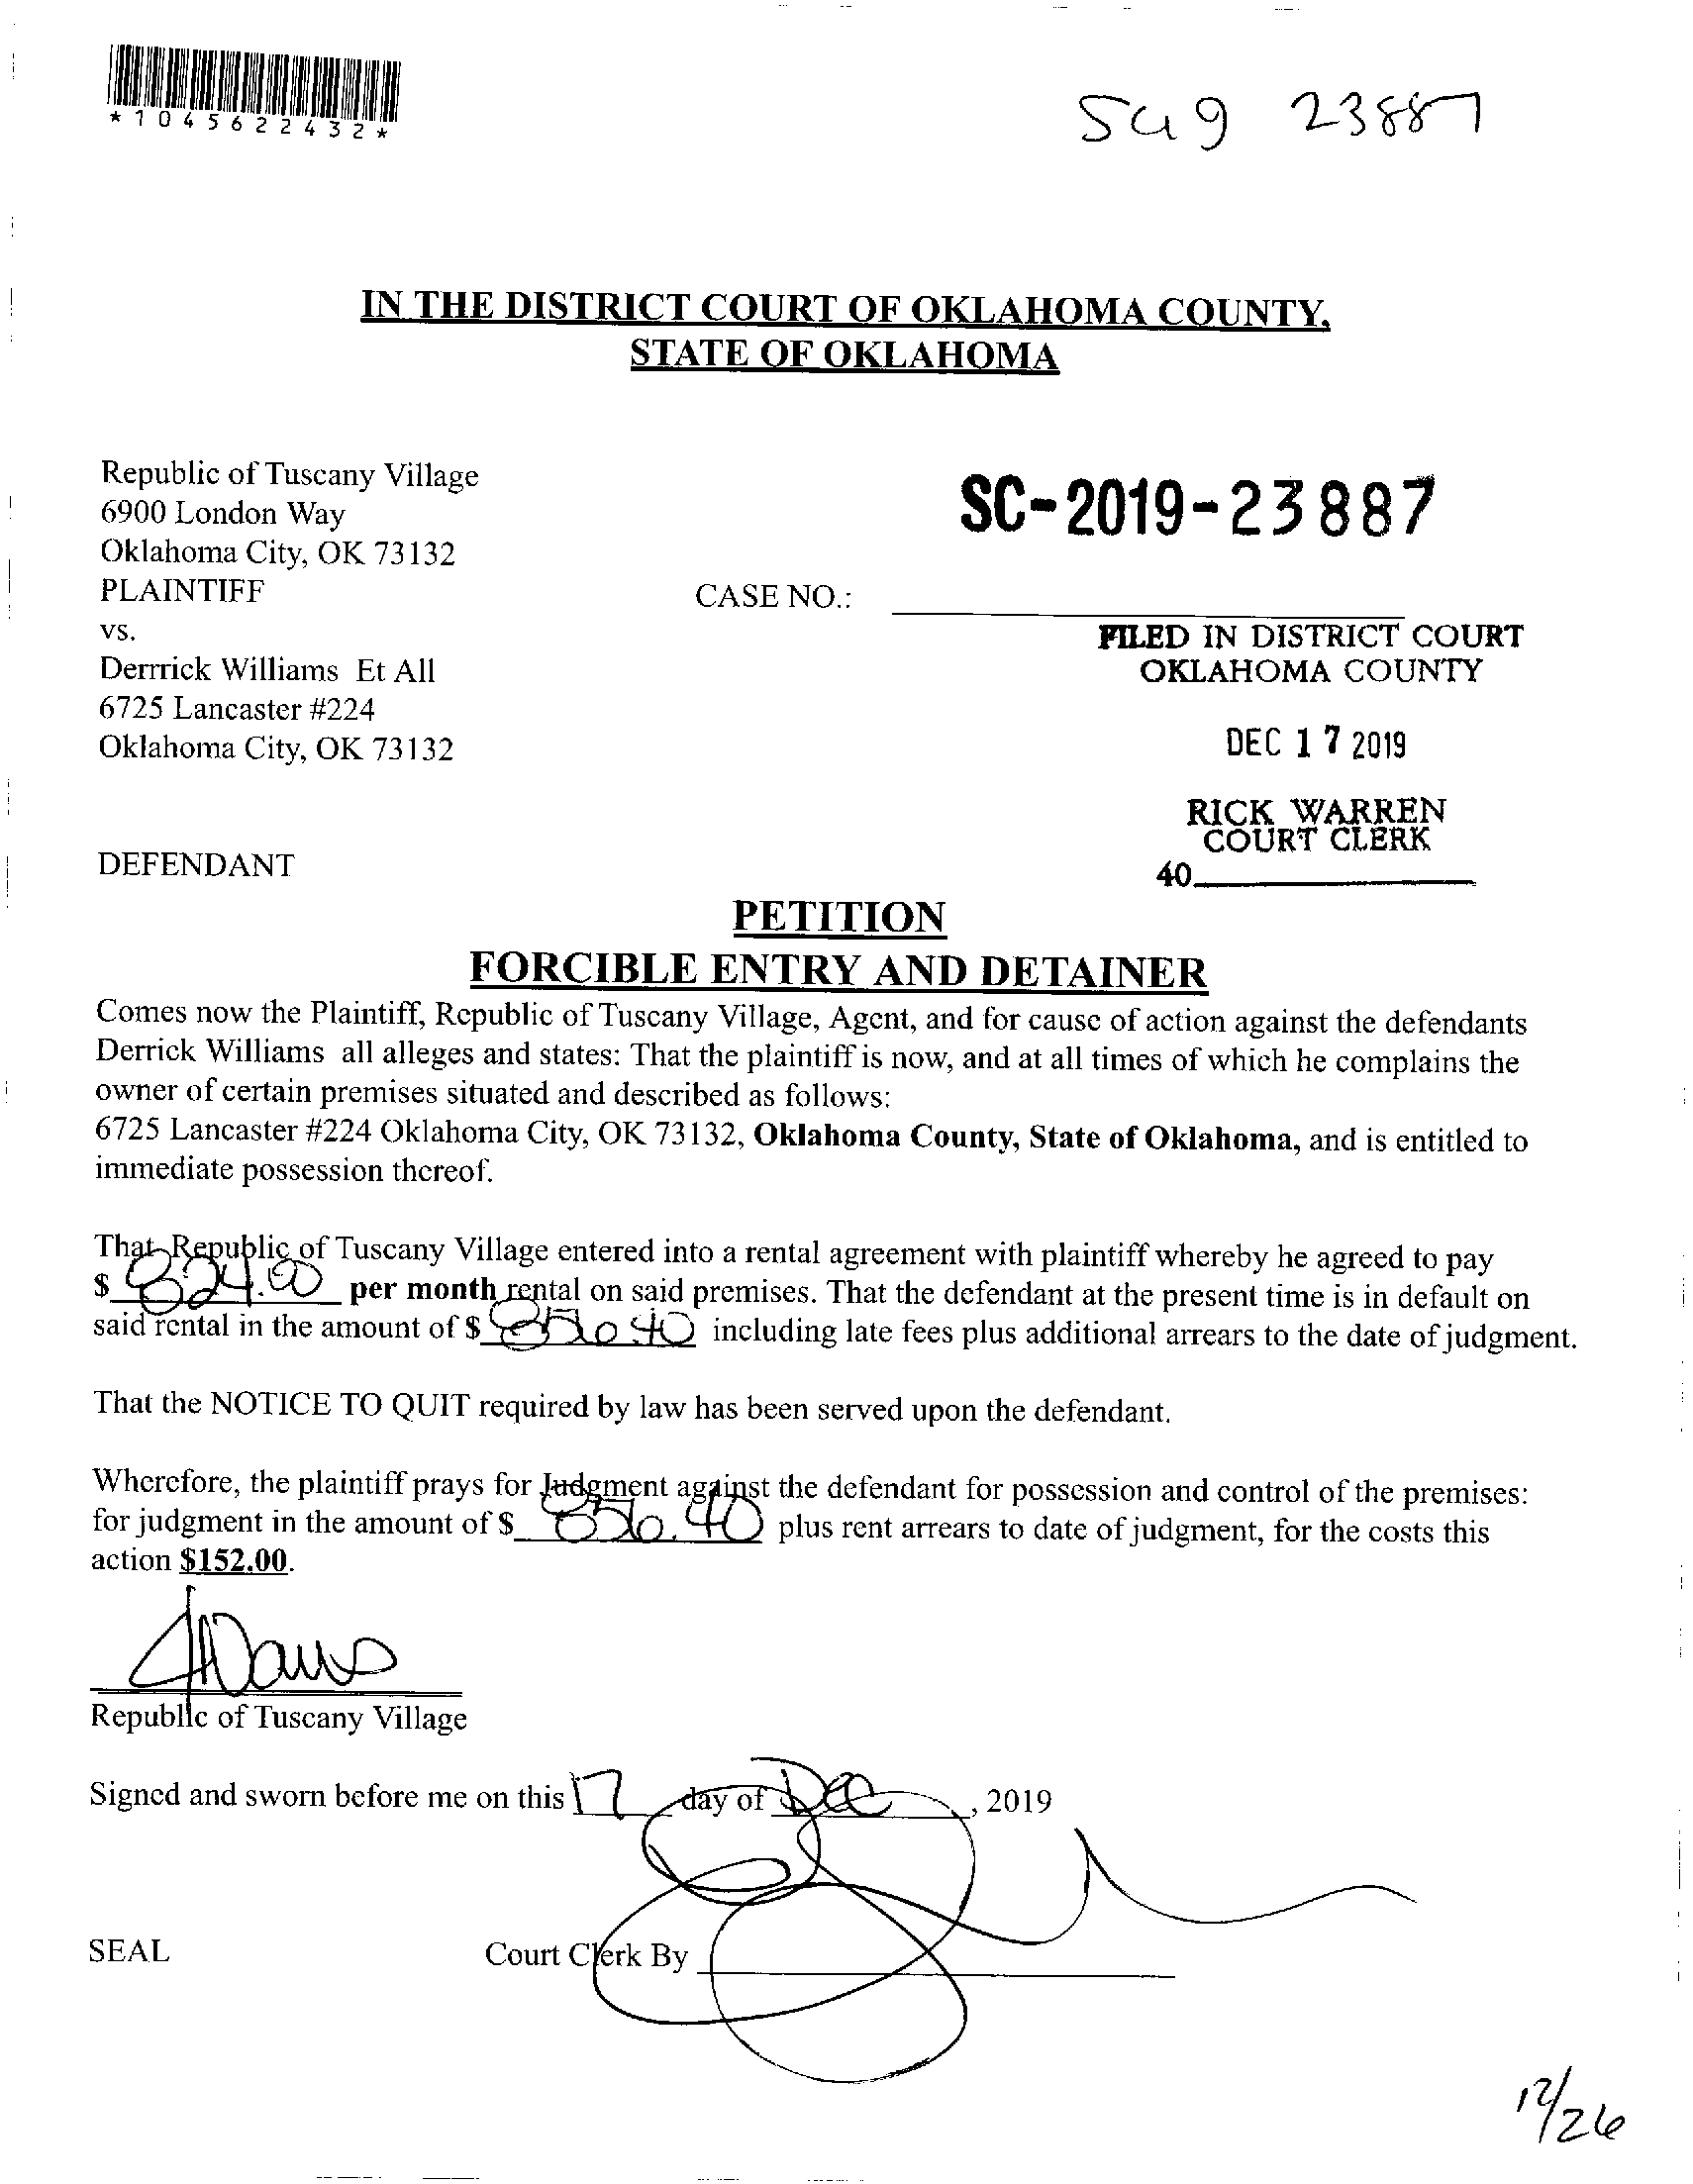 *1045622432*
SC19 23887
IN THE DISTRICT COURT OF OKLAHOMA COUNTY,
STATE OF OKLAHOMA
Republic of Tuscany Village
6900 London Way
Oklahoma City, OK 73132
PLAINTIFF
vs.
Derrrick Williams Et All
6725 Lancaster #224
Oklahoma City, OK 73132
DEFENDANT
SC-2019-23887
CASE NO.:
FILED IN DISTRICT COURT
OKLAHOMA COUNTY
DEC 17 2019
RICK WARREN
COURT CLERK
40
PETITION
FORCIBLE ENTRY AND DETAINER
Comes now the Plaintiff, Republic of Tuscany Village, Agent, and for cause of action against the defendants
Derrick Williams all alleges and states: That the plaintiff is now, and at all times of which he complains the
owner of certain premises situated and described as follows:
6725 Lancaster #224 Oklahoma City, OK 73132, Oklahoma County, State of Oklahoma, and is entitled to
immediate possession thereof.
That Republic of Tuscany Village entered into a rental agreement with plaintiff whereby he agreed to pay
$ 824.00 per month rental on said premises. That the defendant at the present time is in default on
said rental in the amount of $ 856.40 including late fees plus additional arrears to the date of judgment.
That the NOTICE TO QUIT required by law has been served upon the defendant.
Wherefore, the plaintiff prays for Judgment against the defendant for possession and control of the premises:
for judgment in the amount of $ 856.40 plus rent arrears to date of judgment, for the costs this
action $152.00.
Republic of Tuscany Village
Signed and sworn before me on this 17 day of Dec, 2019
SEAL
Court Clerk By
12/26